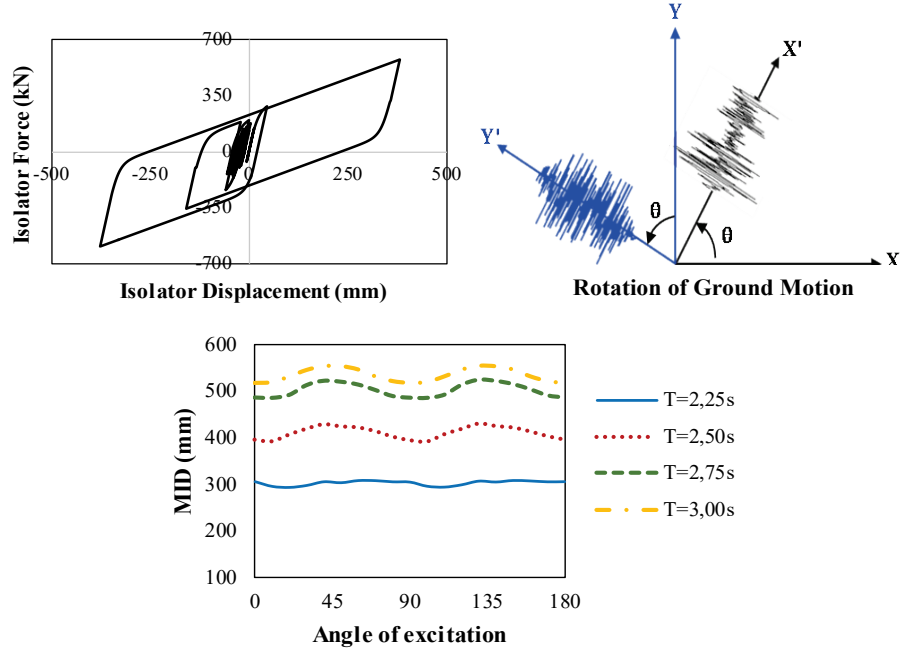 700
350
0
-350
-700
-500
-250
0
250
500
Isolator Force (kN)
Isolator Displacement (mm)
Y
X'
Y'
θ
θ
X
Rotation of Ground Motion
600
500
400
300
200
100
0
45
90
135
180
MID (mm)
Angle of excitation
T=2,25s
T=2,50s
T=2,75s
T=3,00s